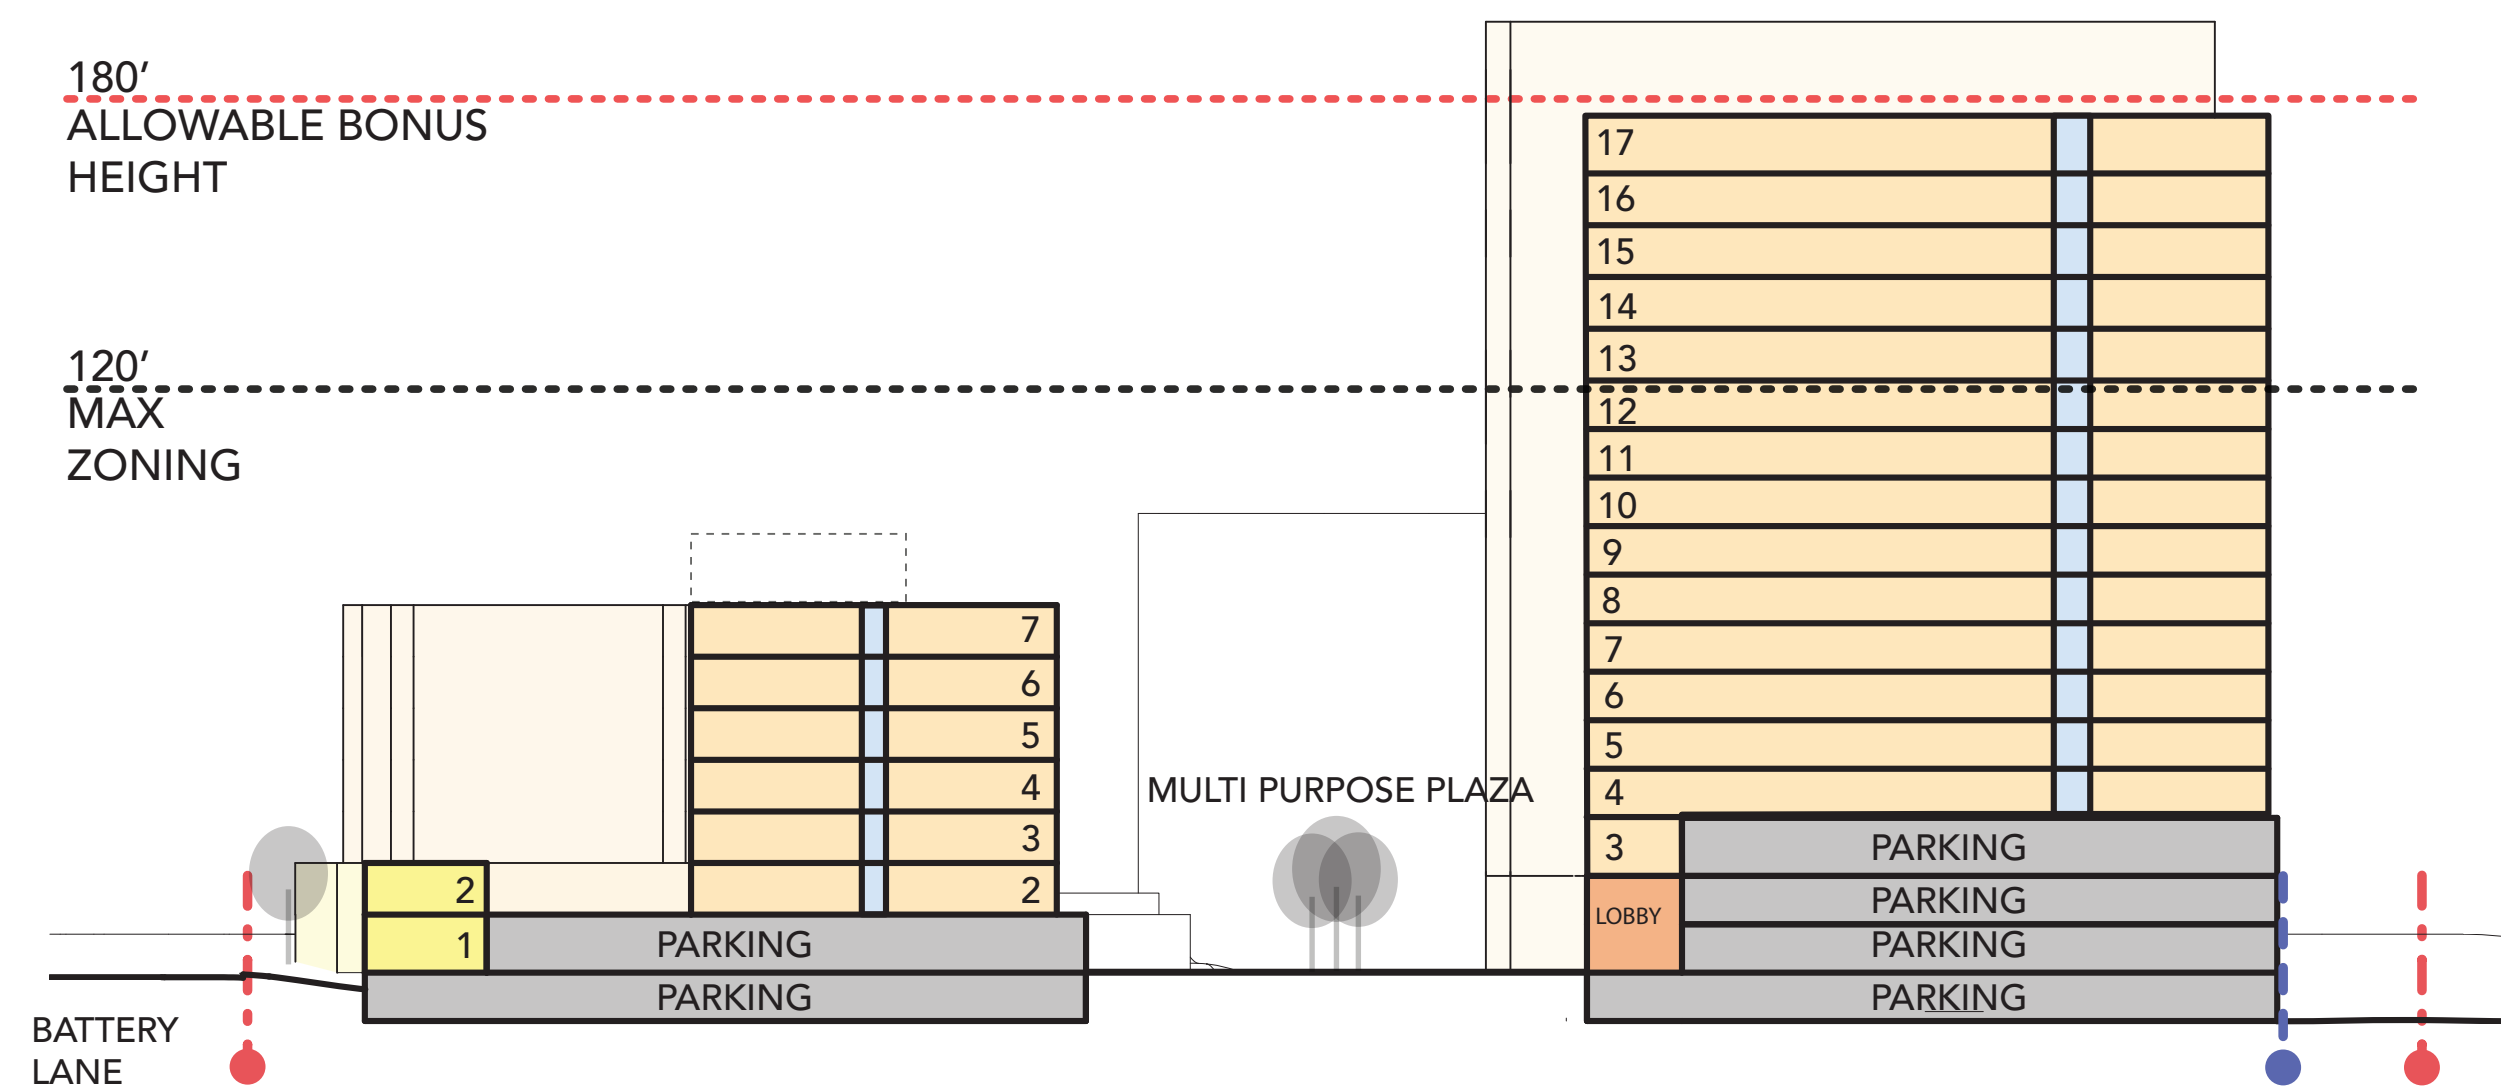 180’
ALLOWABLE BONUS
HEIGHT
120’
MAX
ZONING
7
6
5
4
3
2
2
1
PARKING
PARKING
BATTERY
LANE
MULTI PURPOSE PLAZA
17
16
15
14
13
12
11
10
9
8
7
6
5
4
3
PARKING
LOBBY
PARKING
PARKING
PARKING